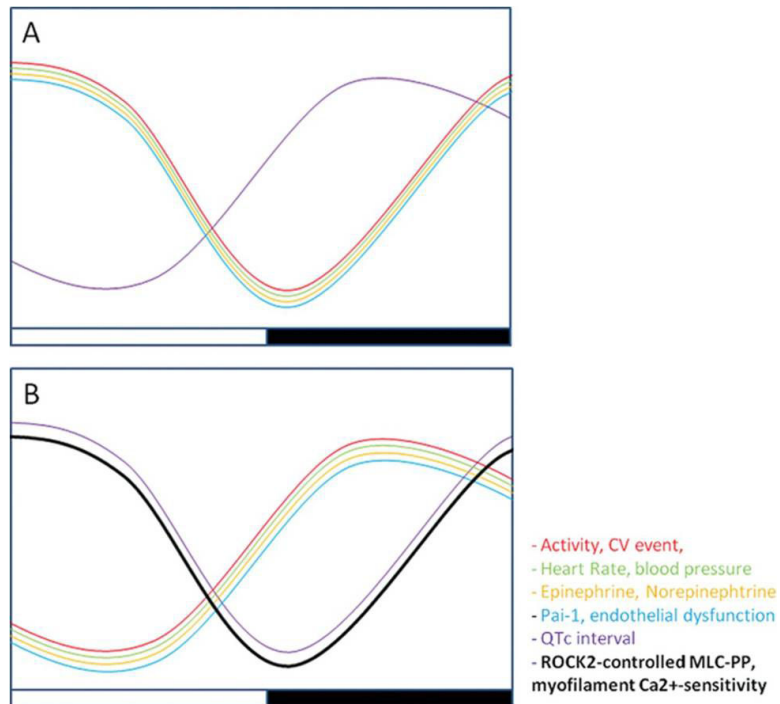 A
B
- Activity, CV event,
- Heart Rate, blood pressure
- Epinephrine, Norepinephtrine
- Pai-1, endothelial dysfunction
- QTc interval
- ROCK2-controlled MLC-PP,
myofilament Ca2+-sensitivity